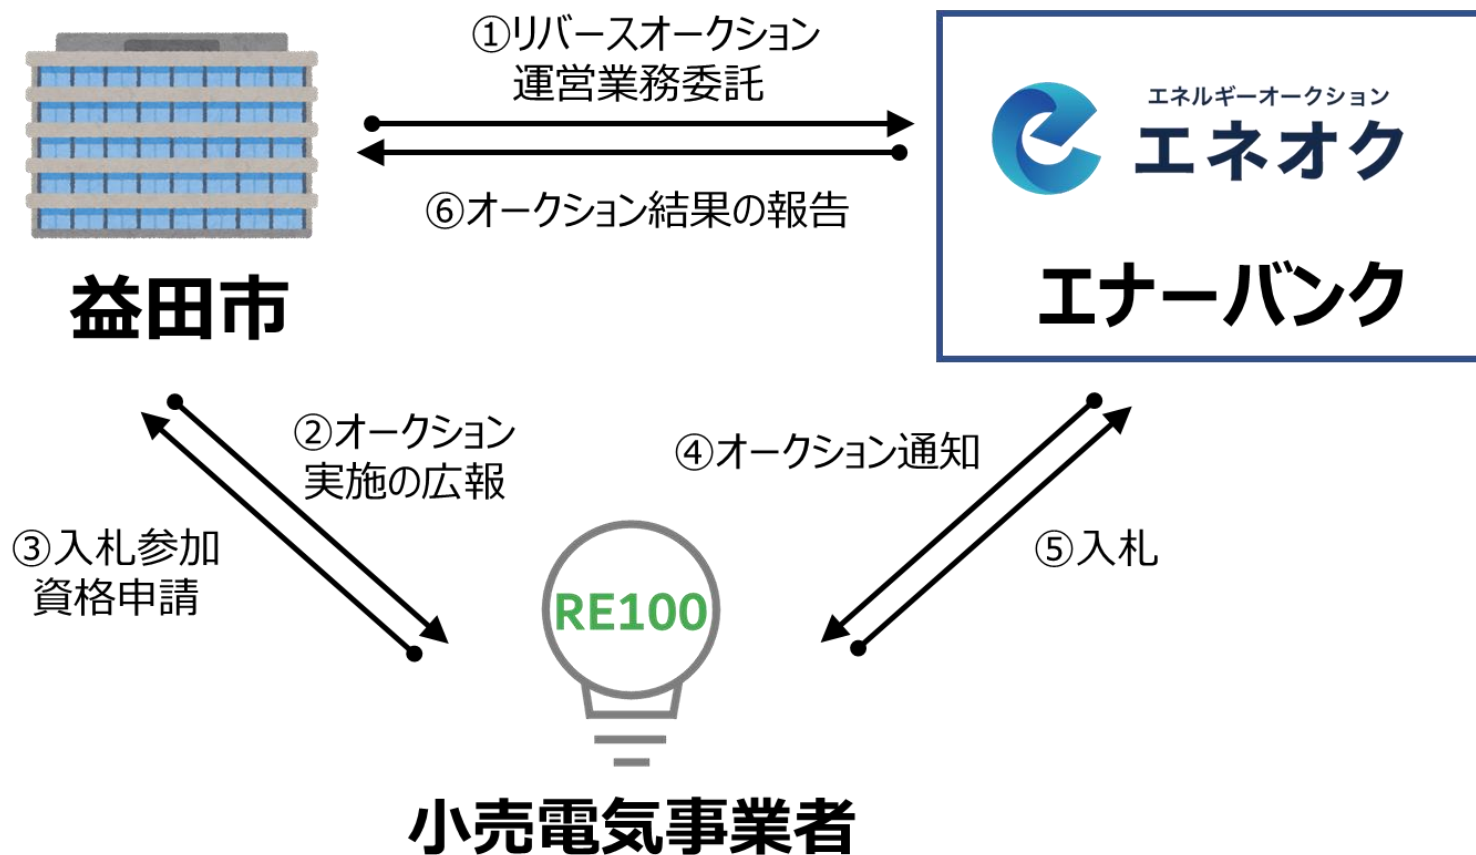 ①リバースオークション
運営業務委託
エネルギーオークション
エネオク
⑥オークション結果の報告
益田市
エナーバンク
②オークション
実施の広報
④オークション通知
③入札参加
資格申請
⑤入札
RE100
小売電気事業者